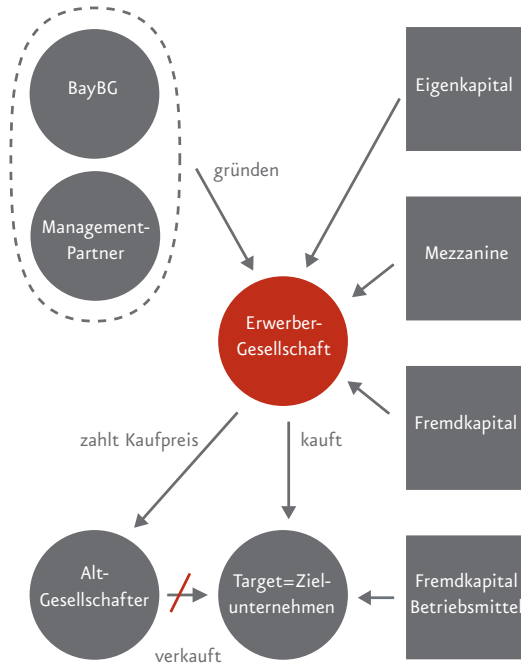 BayBG
Eigenkapital
gründen
Management-
Partner
Mezzanine
Erwerber-
Gesellschaft
zahlt Kaufpreis
kauft
Fremdkapital
Alt-
Gesellschafter
Target=Ziel-
unternehmen
Fremdkapital
Betriebsmittel
verkauft